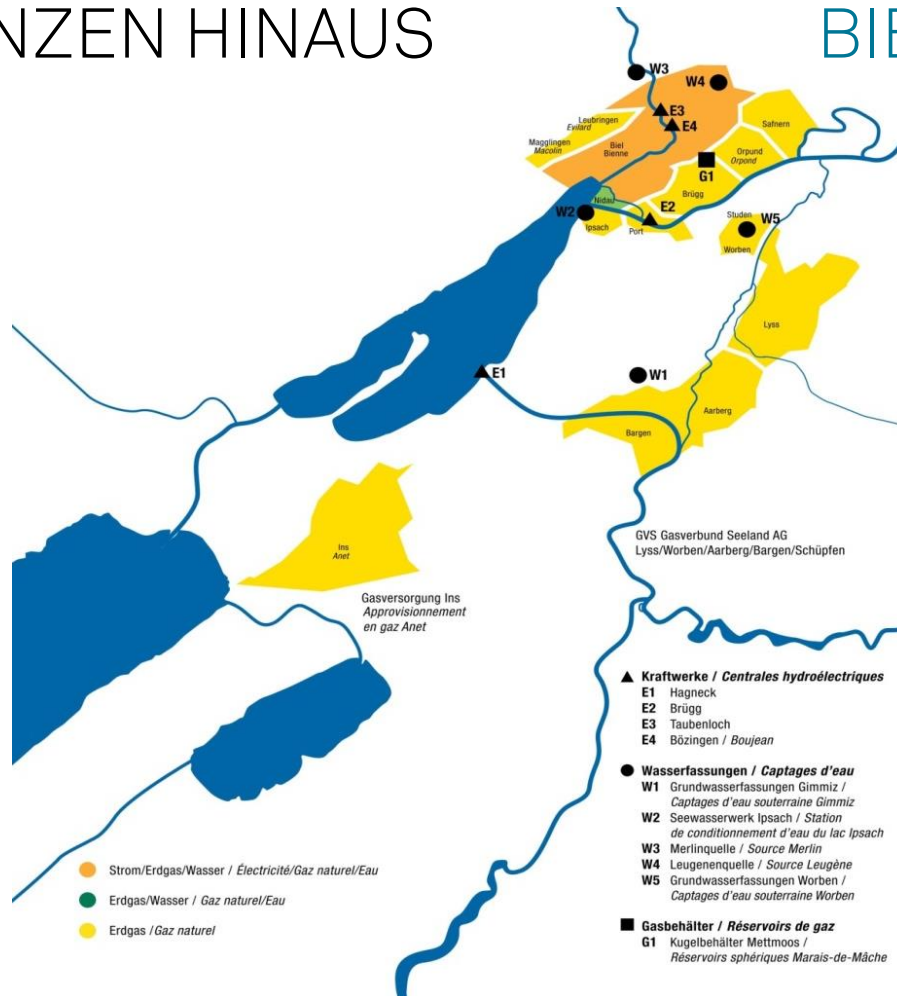 NZEN HINAUS
BIE
W3
W4
E3
E4
Leubringen
Evilard
Magglingen
Macolin
Biel
Bienne
Safnern
Orpund
Orpond
G1
Brügg
Nidau
W2
E2
Ipsach
Port
Studen
W5
Worben
Lyss
E1
W1
Aarberg
Bargen
GVS Gasverbund Seeland AG
Lyss/Worben/Aarberg/Bargen/Schüpfen
Ins
Anet
Gasversorgung Ins
Approvisionnement
en gaz Anet
Kraftwerke / Centrales hydroélectriques
E1 Hagneck
E2 Brügg
E3 Taubenloch
E4 Bözingen / Boujean
Wasserfassungen / Captages d'eau
W1 Grundwasserfassungen Gimmiz /
Captages d'eau souterraine Gimmiz
W2 Seewasserwerk Ipsach / Station
de conditionnement d'eau du lac Ipsach
W3 Merlinquelle / Source Merlin
W4 Leugenenquelle / Source Leugène
W5 Grundwasserfassungen Worben /
Captages d'eau souterraine Worben
Gasbehälter / Réservoirs de gaz
G1 Kugelbehälter Mettmoos /
Réservoirs sphériques Marais-de-Mâche
Strom/Erdgas/Wasser / Électricité/Gaz naturel/Eau
Erdgas/Wasser / Gaz naturel/Eau
Erdgas /Gaz naturel